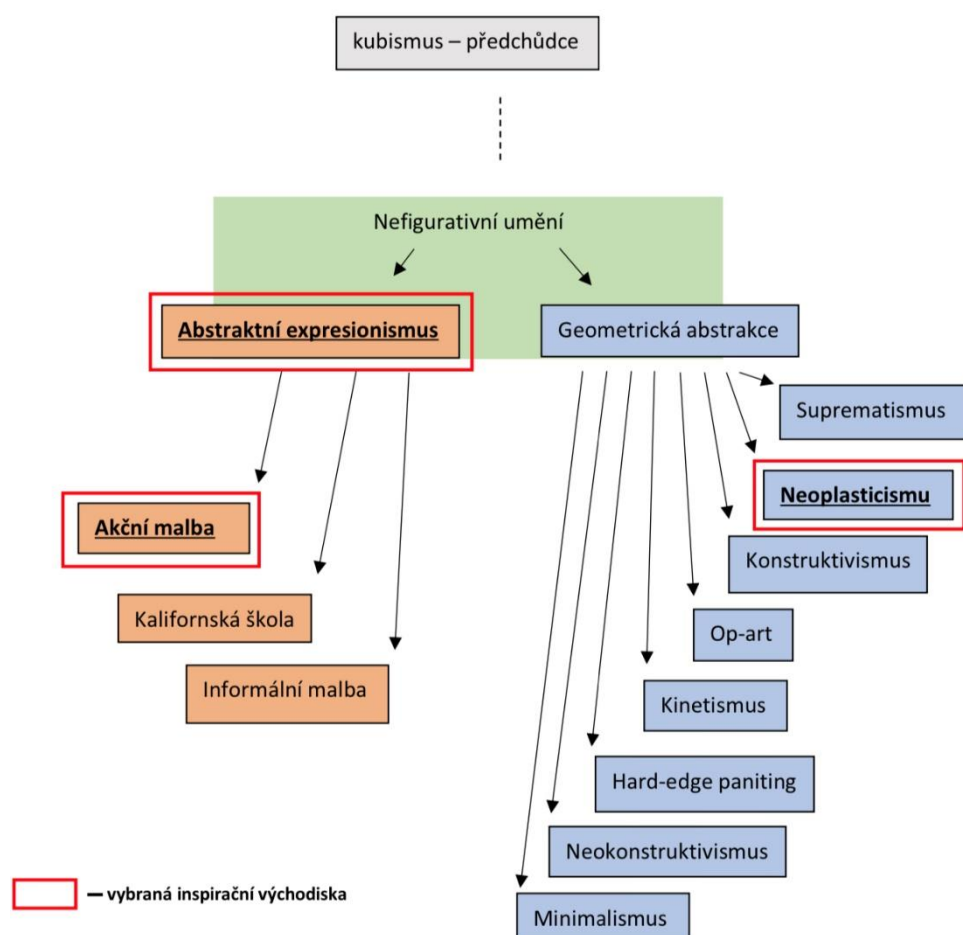 kubismus – předchůdce
Nefigurativní umění
Abstraktní expresionismus
Geometrická abstrakce
Suprematismus
Neoplasticismu
Akční malba
Konstruktivismus
Kalifornská škola
Op-art
Informální malba
Kinetismus
Hard-edge paniting
Neokonstruktivismus
– vybraná inspirační východiska
Minimalismus